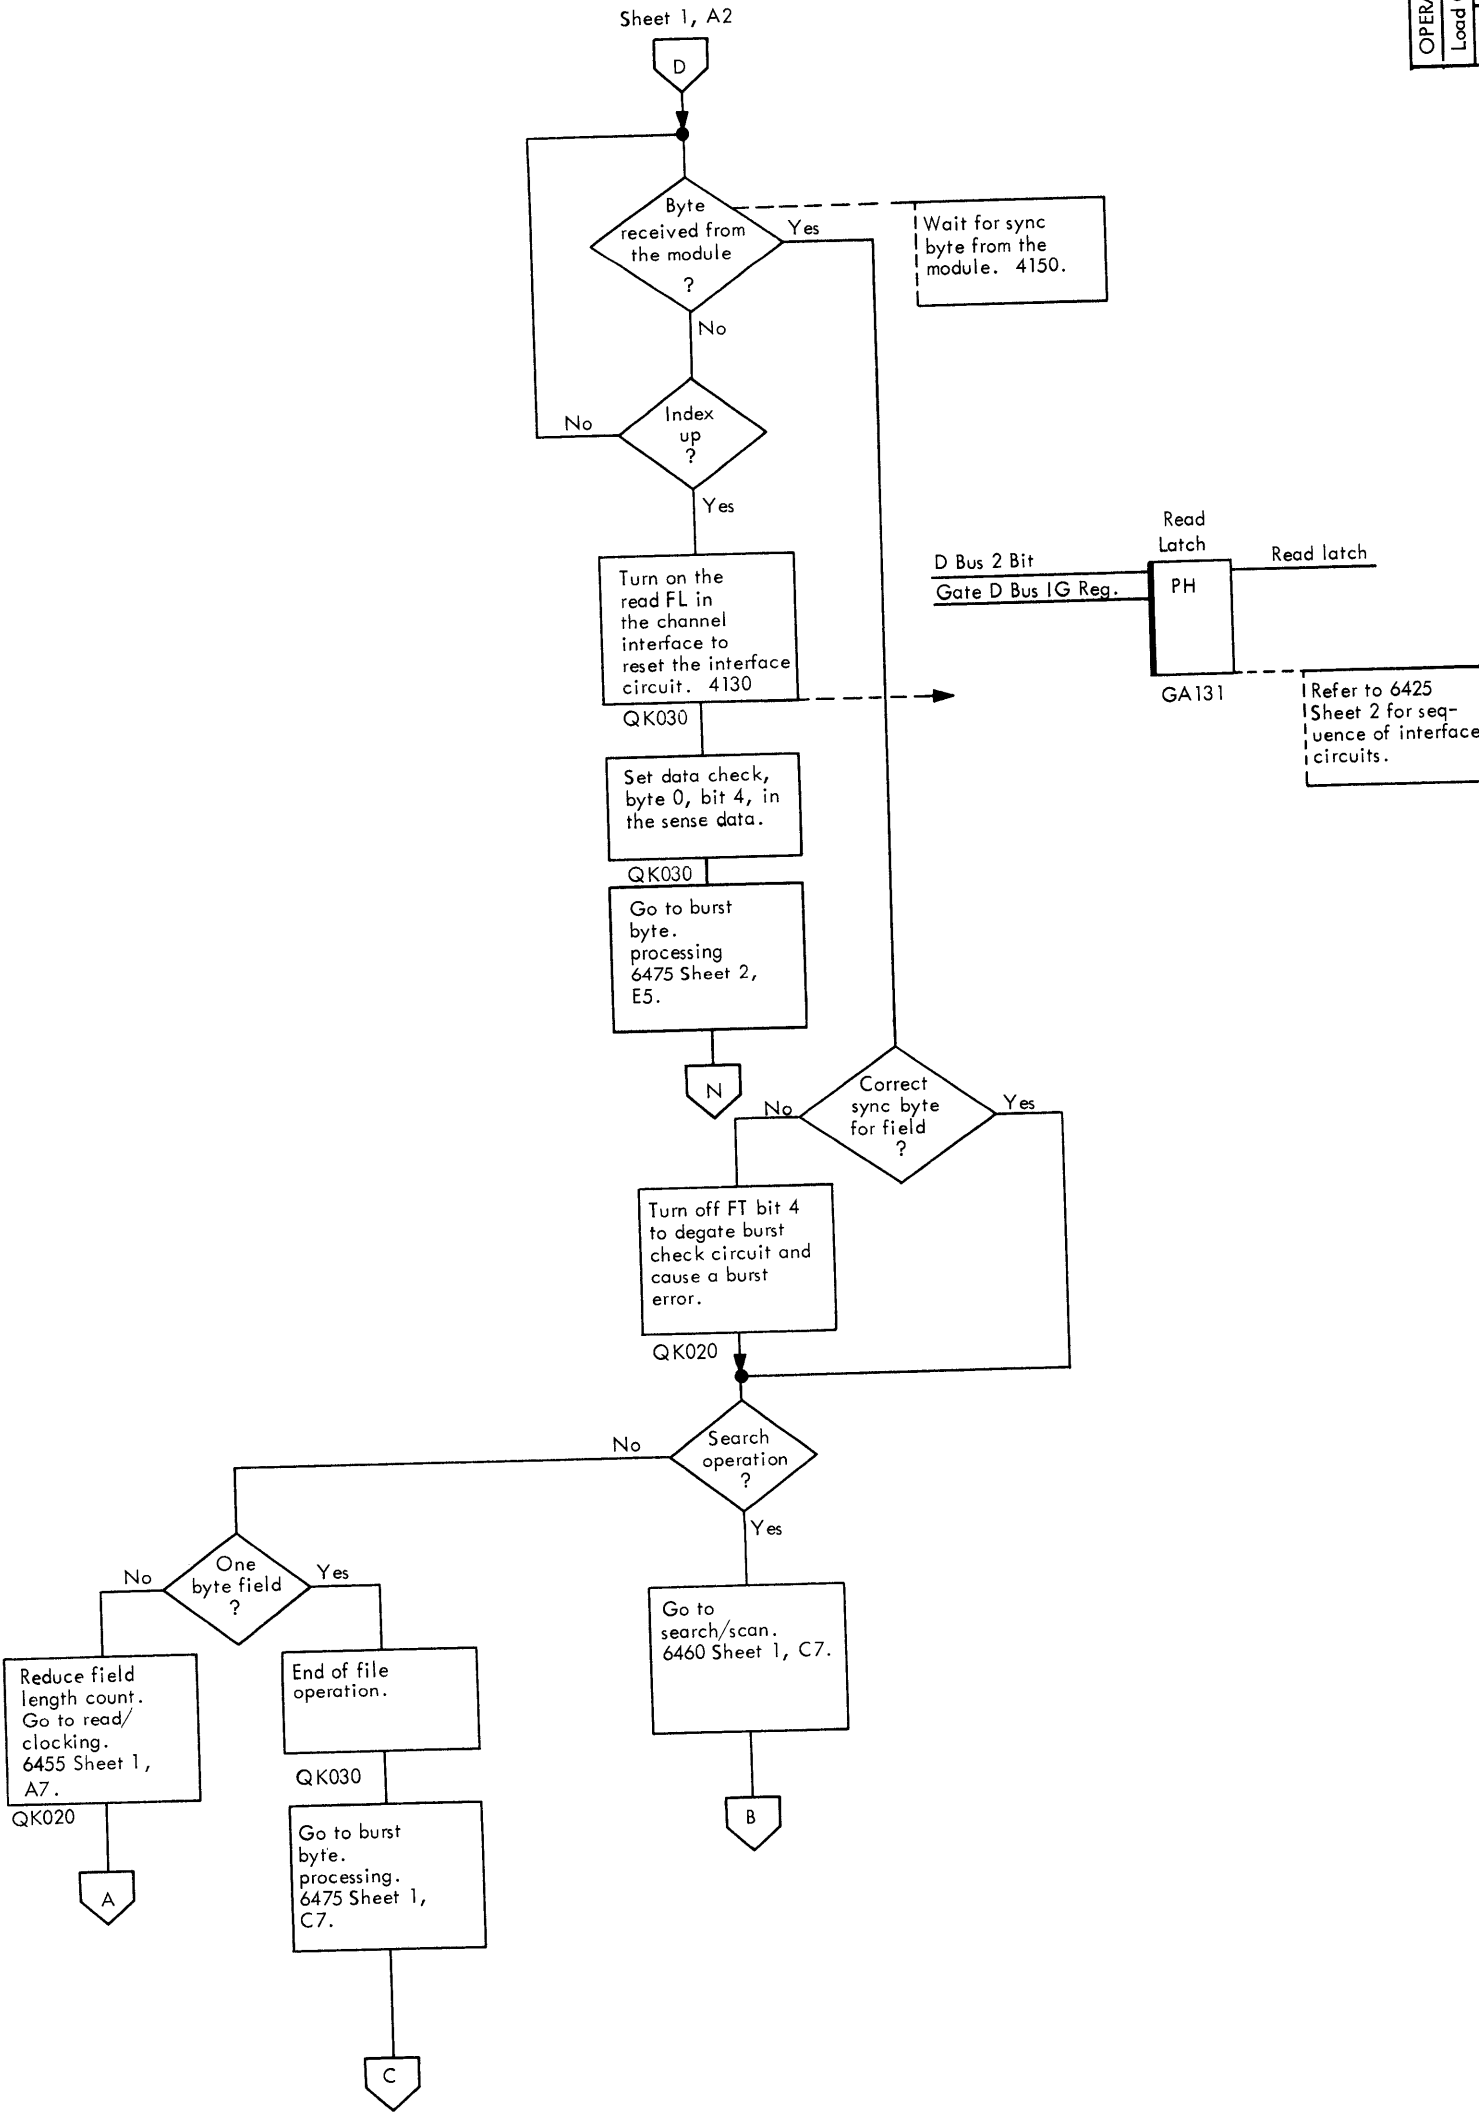 Sheet 1, A2
OPERA
Load
D
Byte
received from
the module
?
Yes
Wait for sync
byte from the
module. 4150.
No
Index
up
?
No
Yes
Turn on the
read FL in
the channel
interface to
reset the interface
circuit. 4130
QK030
Read
Latch
D Bus 2 Bit
Gate D Bus IG Reg.
PH
Read latch
GA131
Refer to 6425
Sheet 2 for seq-
uence of interface
circuits.
Set data check,
byte 0, bit 4, in
the sense data.
QK030
Go to burst
byte.
processing
6475 Sheet 2,
E5.
N
Correct
sync byte
for field
?
No
Yes
Turn off FT bit 4
to degate burst
check circuit and
cause a burst
error.
QK020
Search
operation
?
No
Yes
One
byte field
?
No
Yes
Go to
search/scan.
6460 Sheet 1, C7.
B
Reduce field
length count.
Go to read/
clocking.
6455 Sheet 1,
A7.
QK020
A
End of file
operation.
QK030
Go to burst
byte.
processing.
6475 Sheet 1,
C7.
C